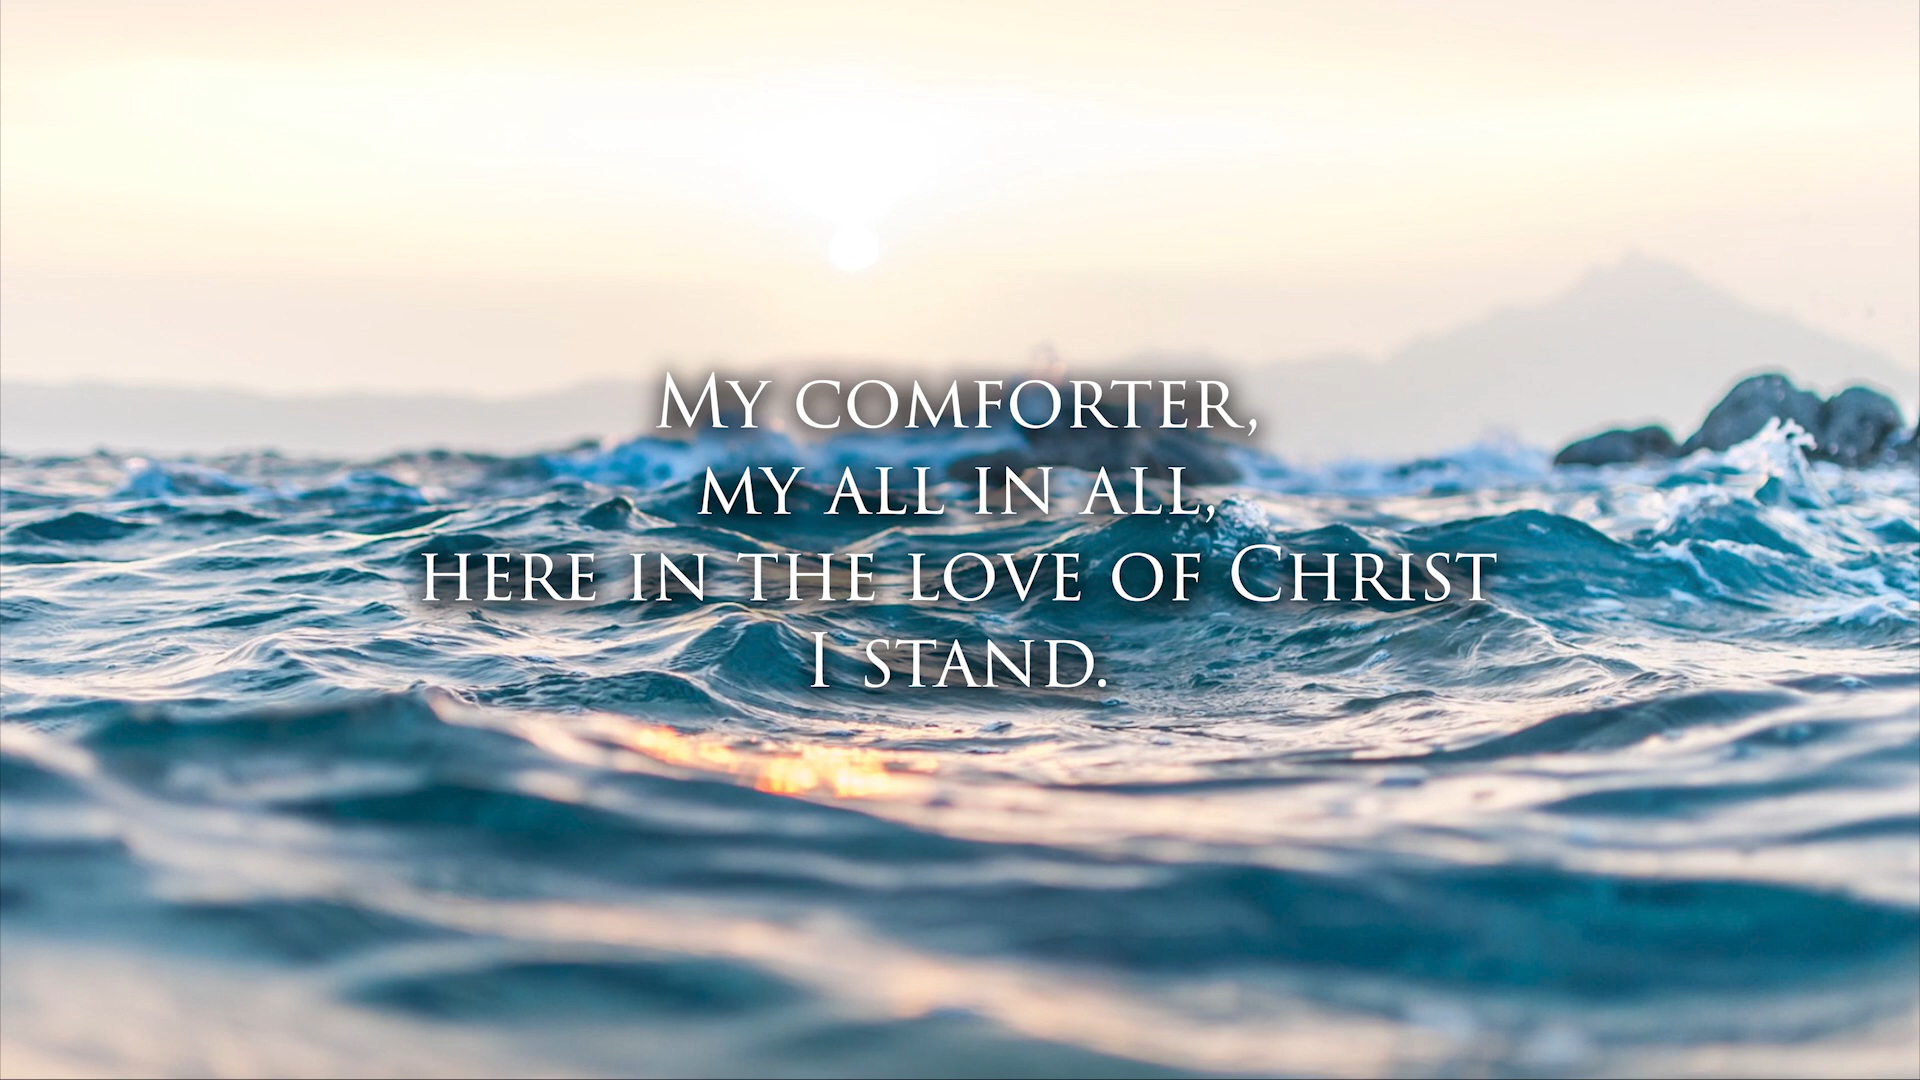 My comforter,
my all in all,
here in the love of Christ
I stand.